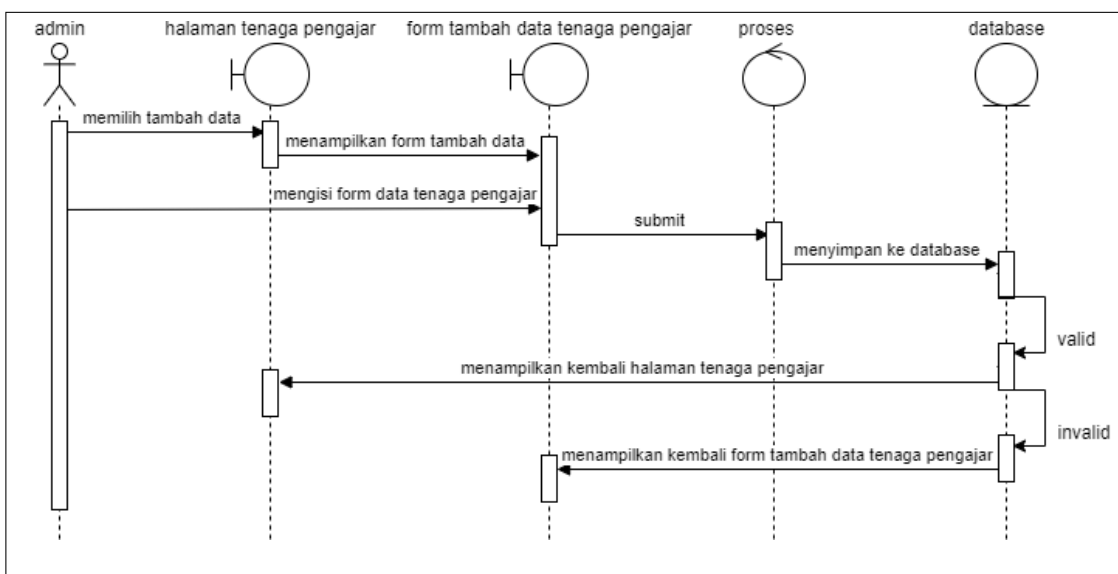 admin
halaman tenaga pengajar
form tambah data tenaga pengajar
proses
database
memilih tambah data
menampilkan form tambah data
mengisi form data tenaga pengajar
submit
menyimpan ke database
valid
menampilkan kembali halaman tenaga pengajar
invalid
menampilkan kembali form tambah data tenaga pengajar